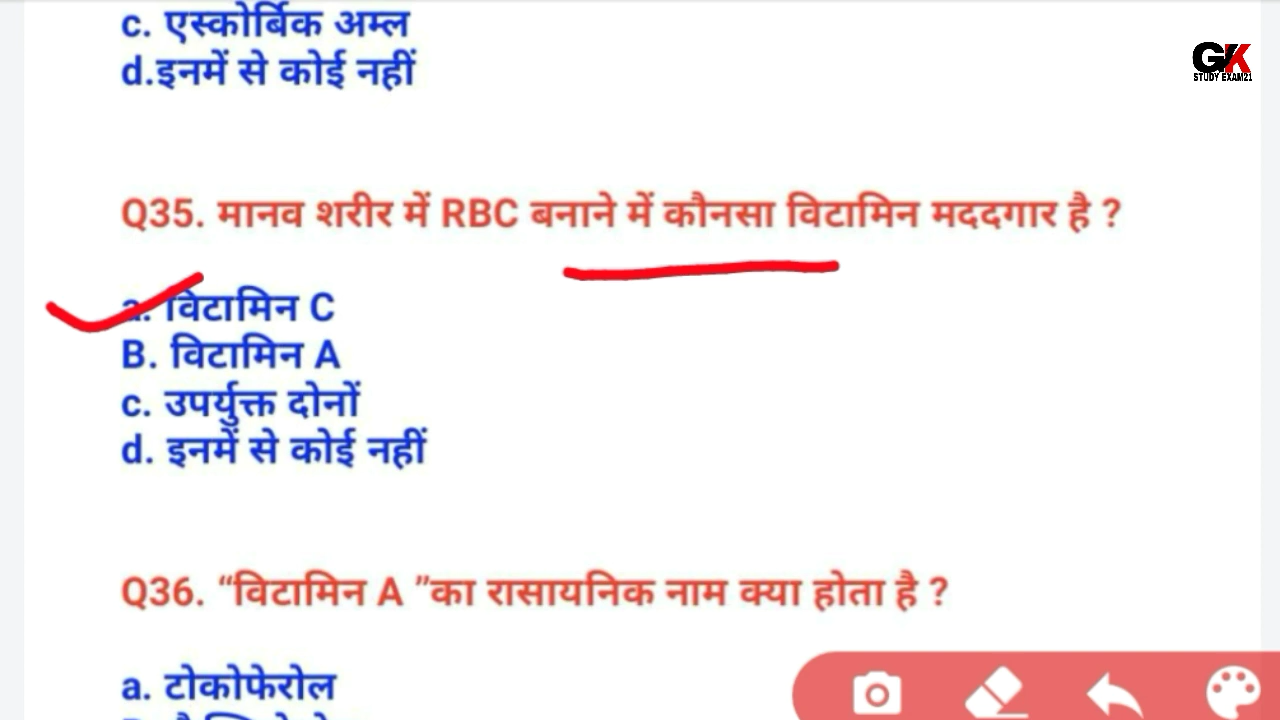 c. एस्कोर्बिक अम्ल
d.इनमें से कोई नहीं
GK
STUDY EXAM21
Q35. मानव शरीर में RBC बनाने में कौनसा विटामिन मददगार है ?
a. विटामिन C
B. विटामिन A
c. उपर्युक्त दोनों
d. इनमें से कोई नहीं
Q36. “विटामिन A ”का रासायनिक नाम क्या होता है ?
a. टोकोफेरोल